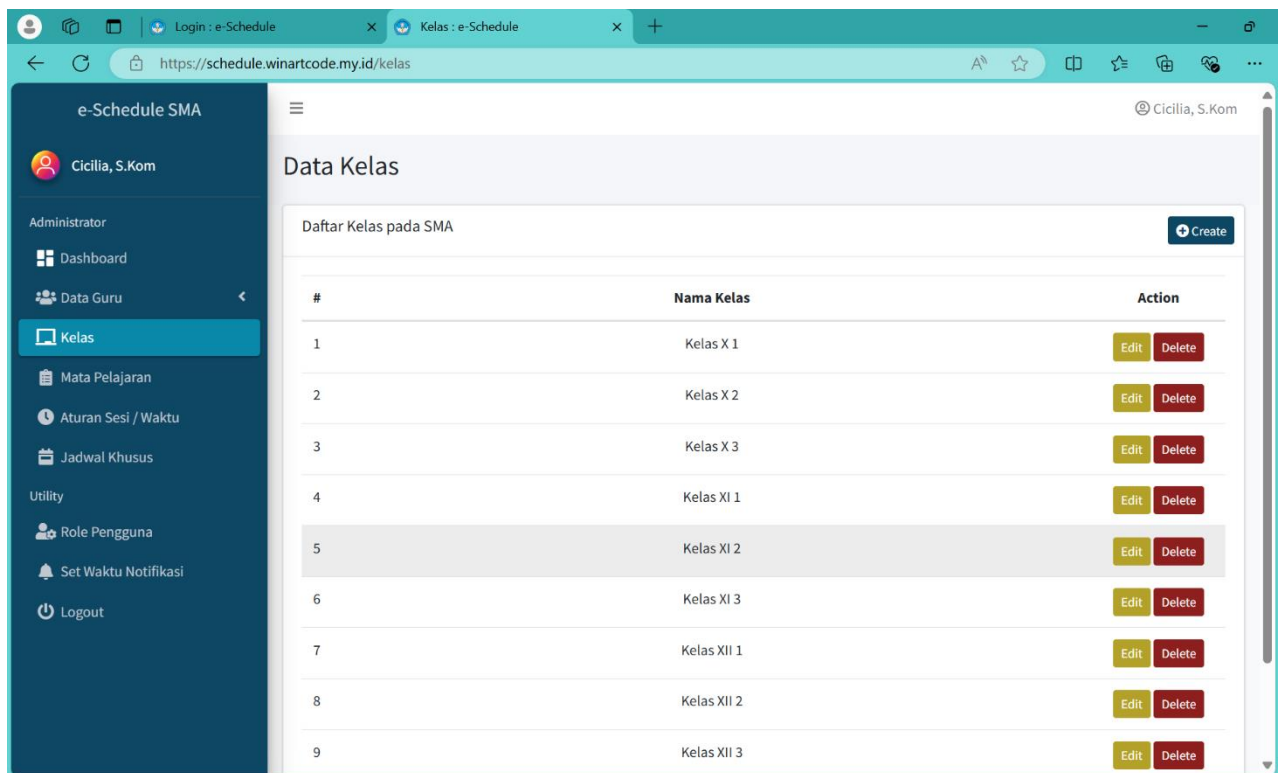 Login : e-Schedule
Kelas : e-Schedule
https://schedule.winartcode.my.id/kelas
e-Schedule SMA
Cicilia, S.Kom
Cicilia, S.Kom
Administrator
Dashboard
Data Guru
Kelas
Mata Pelajaran
Aturan Sesi / Waktu
Jadwal Khusus
Utility
Role Pengguna
Set Waktu Notifikasi
Logout
Data Kelas
Daftar Kelas pada SMA
Create
# Nama Kelas Action
1 Kelas X 1 Edit Delete
2 Kelas X 2 Edit Delete
3 Kelas X 3 Edit Delete
4 Kelas XI 1 Edit Delete
5 Kelas XI 2 Edit Delete
6 Kelas XI 3 Edit Delete
7 Kelas XII 1 Edit Delete
8 Kelas XII 2 Edit Delete
9 Kelas XII 3 Edit Delete